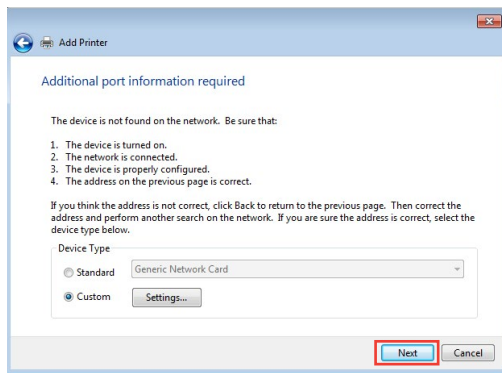 Add Printer
Additional port information required
The device is not found on the network. Be sure that:
1. The device is turned on.
2. The network is connected.
3. The device is properly configured.
4. The address on the previous page is correct.
If you think the address is not correct, click Back to return to the previous page. Then correct the
address and perform another search on the network. If you are sure the address is correct, select the
device type below.
Device Type
Standard
Generic Network Card
Custom
Settings...
Next
Cancel